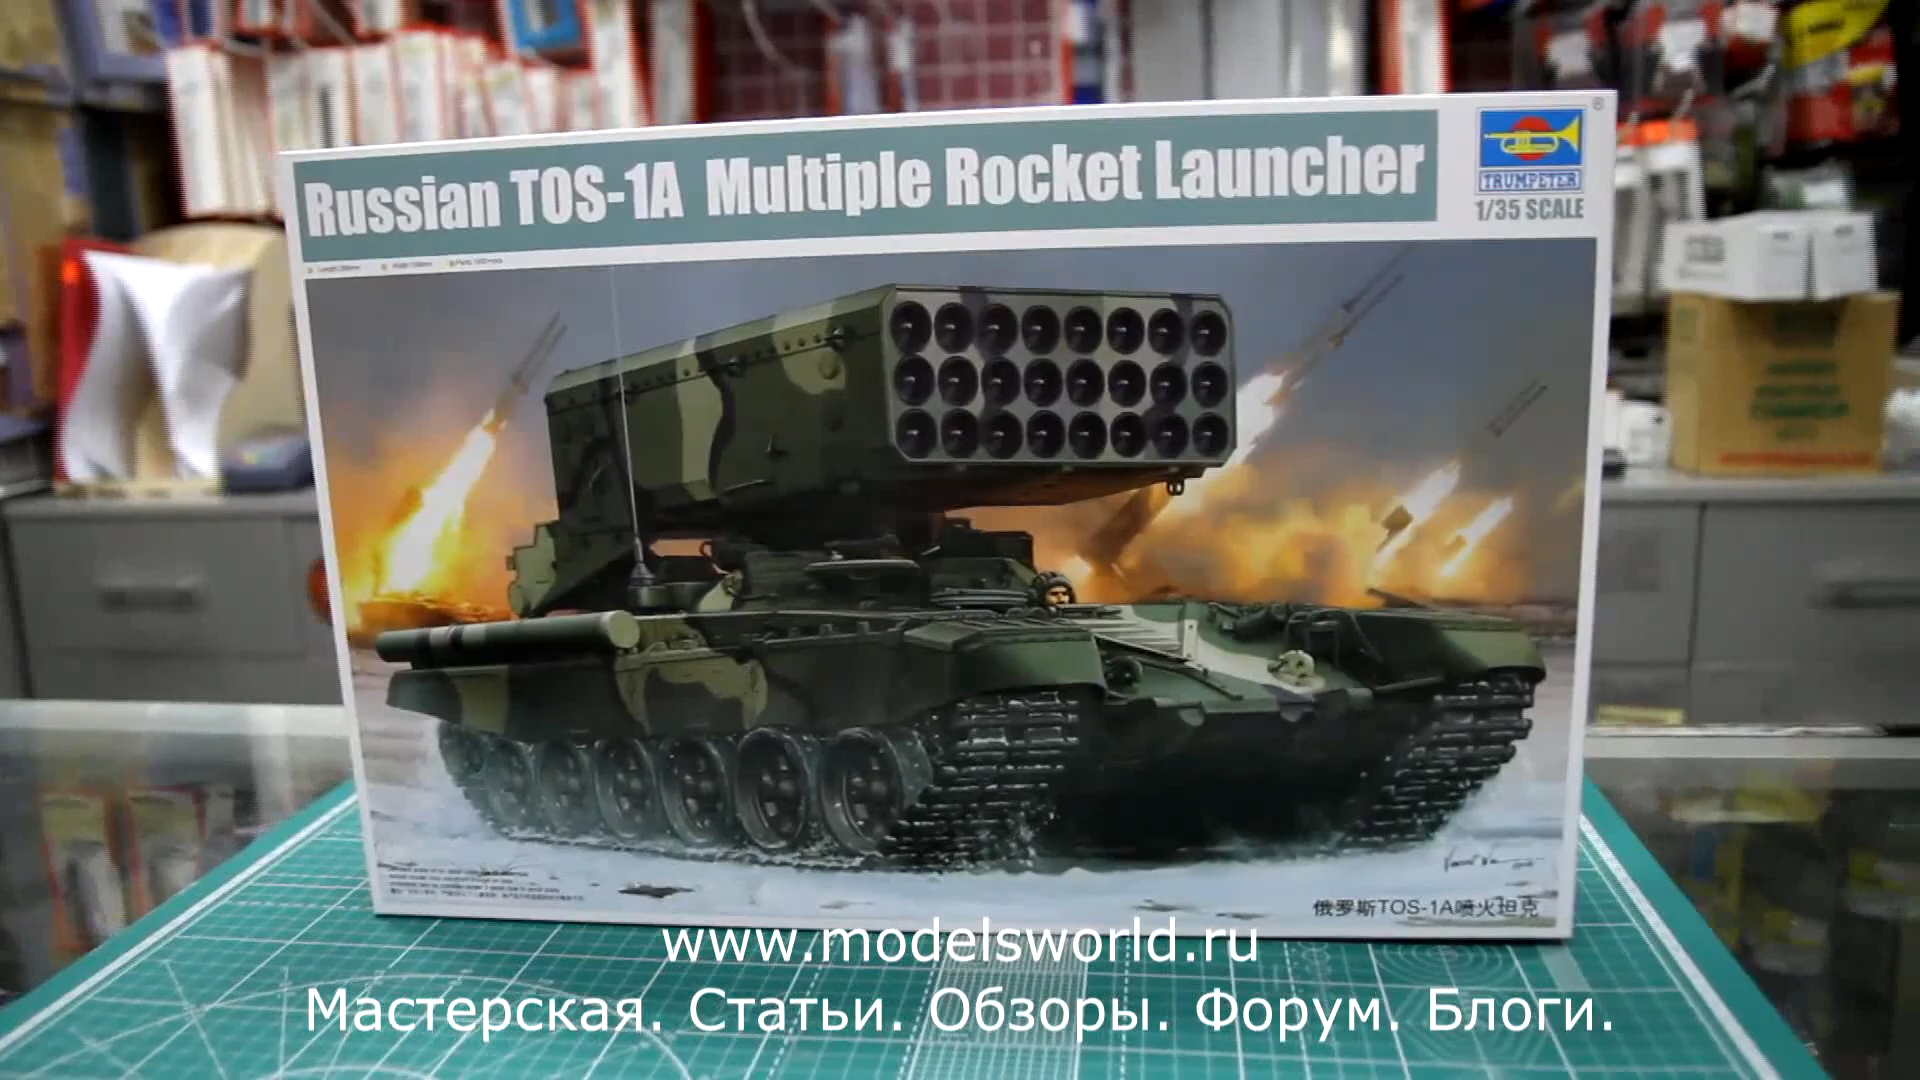 Russian TOS-1A Multiple Rocket Launcher
®
TRUMPETER
1/35 SCALE
俄罗斯TOS-1A喷火坦克
www.modelsworld.ru
Мастерская. Статьи. Обзоры. Форум. Блоги.